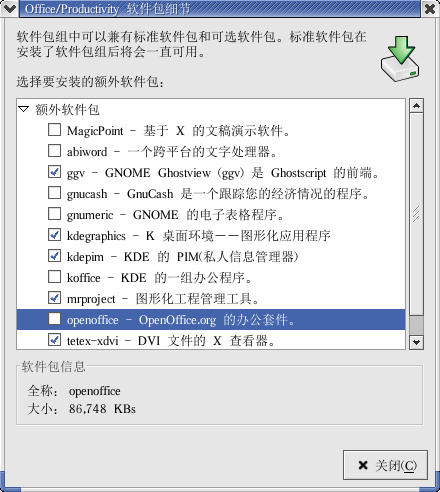 Office/Productivity 软件包细节
软件包组中可以兼有标准软件包和可选软件包。标准软件包在
安装了软件包组后将会一直可用。
选择要安装的额外软件包：
额外软件包
MagicPoint - 基于 X 的文稿演示软件。
abiword - 一个跨平台的文字处理器。
ggv - GNOME Ghostview (ggv) 是 Ghostscript 的前端。
gnucash - GnuCash 是一个跟踪您的经济情况的程序。
gnumeric - GNOME 的电子表格程序。
kdegraphics - K 桌面环境——图形化应用程序
kdepim - KDE 的 PIM(私人信息管理器)
koffice - KDE 的一组办公程序。
mrproject - 图形化工程管理工具。
openoffice - OpenOffice.org 的办公套件。
tetex-xdvi - DVI 文件的 X 查看器。
软件包信息
全称： openoffice
大小： 86,748 KBs
关闭(C)